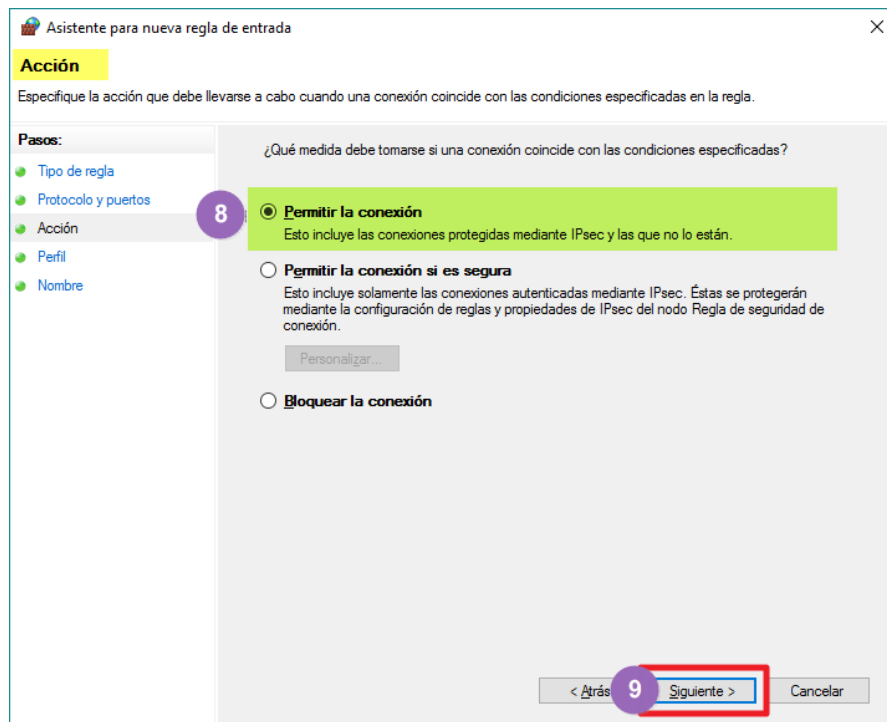 Asistente para nueva regla de entrada
Acción
Especifique la acción que debe llevarse a cabo cuando una conexión coincide con las condiciones especificadas en la regla.
Pasos:
Tipo de regla
Protocolo y puertos
Acción
Perfil
Nombre
¿Qué medida debe tomarse si una conexión coincide con las condiciones especificadas?
8
Permitir la conexión
Esto incluye las conexiones protegidas mediante IPsec y las que no lo están.
Permitir la conexión si es segura
Esto incluye solamente las conexiones autenticadas mediante IPsec. Éstas se protegerán
mediante la configuración de reglas y propiedades de IPsec del nodo Regla de seguridad de
conexión.
Personalizar...
Bloquear la conexión
< Atrás
9
Siguiente >
Cancelar